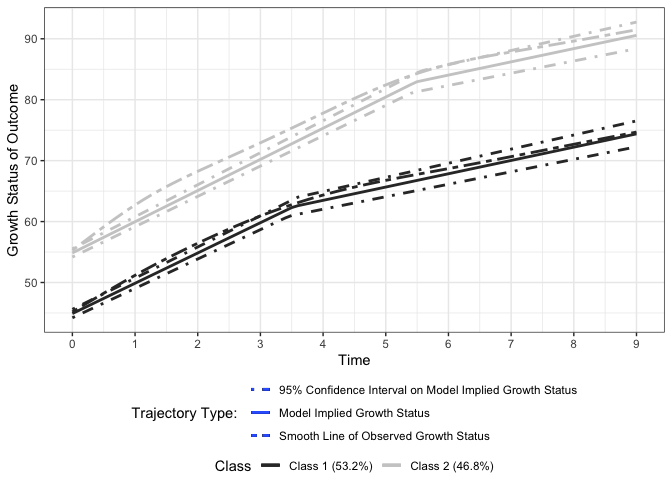 Growth Status of Outcome
90
80
70
60
50
0 1 2 3 4 5 6 7 8 9
Time
Trajectory Type:
95% Confidence Interval on Model Implied Growth Status
Model Implied Growth Status
Smooth Line of Observed Growth Status
Class Class 1 (53.2%) Class 2 (46.8%)